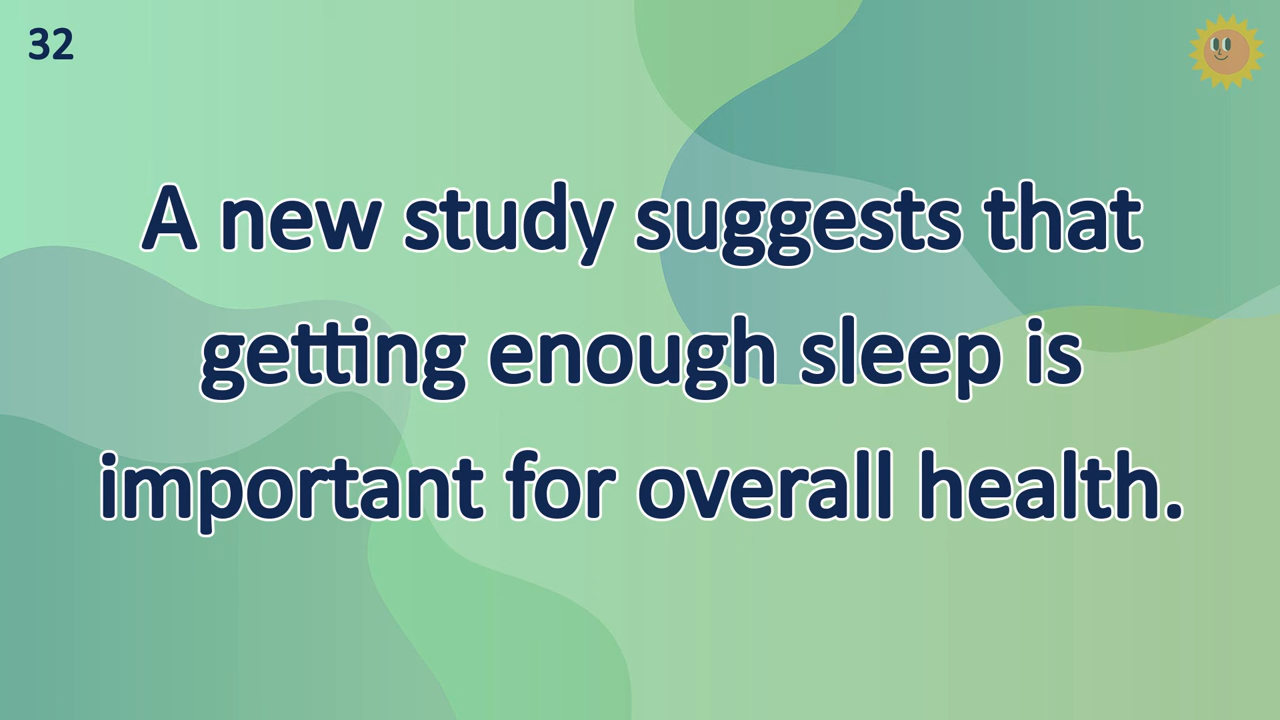 32
A new study suggests that
getting enough sleep is
important for overall health.